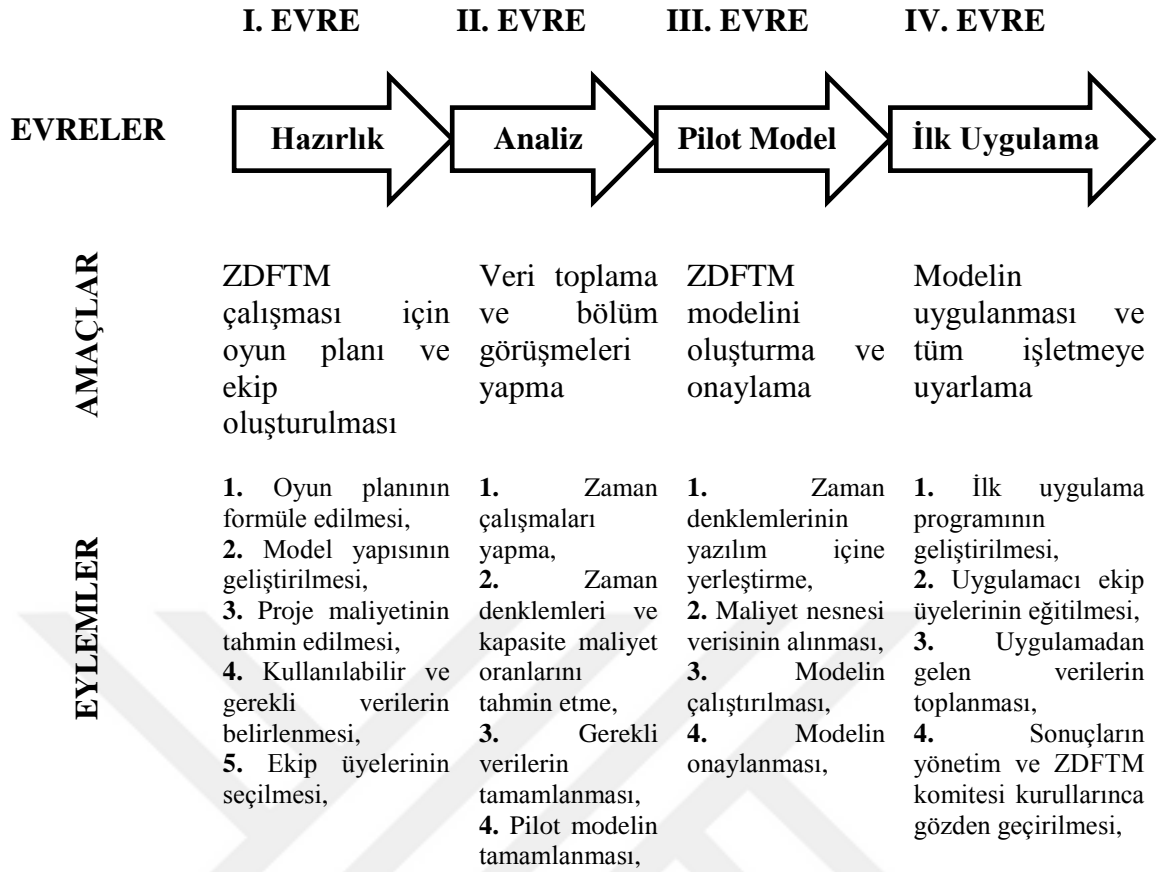 I. EVRE II. EVRE III. EVRE IV. EVRE
EVRELER
Hazırlık
Analiz
Pilot Model
İlk Uygulama
AMAÇLAR
ZDFTM
çalışması için
oyun planı ve
ekip
oluşturulması
Veri toplama
ve bölüm
görüşmeleri
yapma
ZDFTM
modelini
oluşturma ve
onaylama
Modelin
uygulanması ve
tüm işletmeye
uyarlama
EYLEMLER
1. Oyun planının
formüle edilmesi,
2. Model yapısının
geliştirilmesi,
3. Proje maliyetinin
tahmin edilmesi,
4. Kullanılabilir ve
gerekli verilerin
belirlenmesi,
5. Ekip üyelerinin
seçilmesi,
1. Zaman
çalışmaları
yapma,
2. Zaman
denklemleri ve
kapasite maliyet
oranlarını
tahmin etme,
3. Gerekli
verilerin
tamamlanması,
4. Pilot modelin
tamamlanması,
1. Zaman
denklemlerinin
yazılım içine
yerleştirme,
2. Maliyet nesnesi
verisinin alınması,
3. Modelin
çalıştırılması,
4. Modelin
onaylanması,
1. İlk uygulama
programının
geliştirilmesi,
2. Uygulamacı ekip
üyelerinin eğitilmesi,
3. Uygulamadan
gelen verilerin
toplanması,
4. Sonuçların
yönetim ve ZDFTM
komitesi kurullarınca
gözden geçirilmesi,